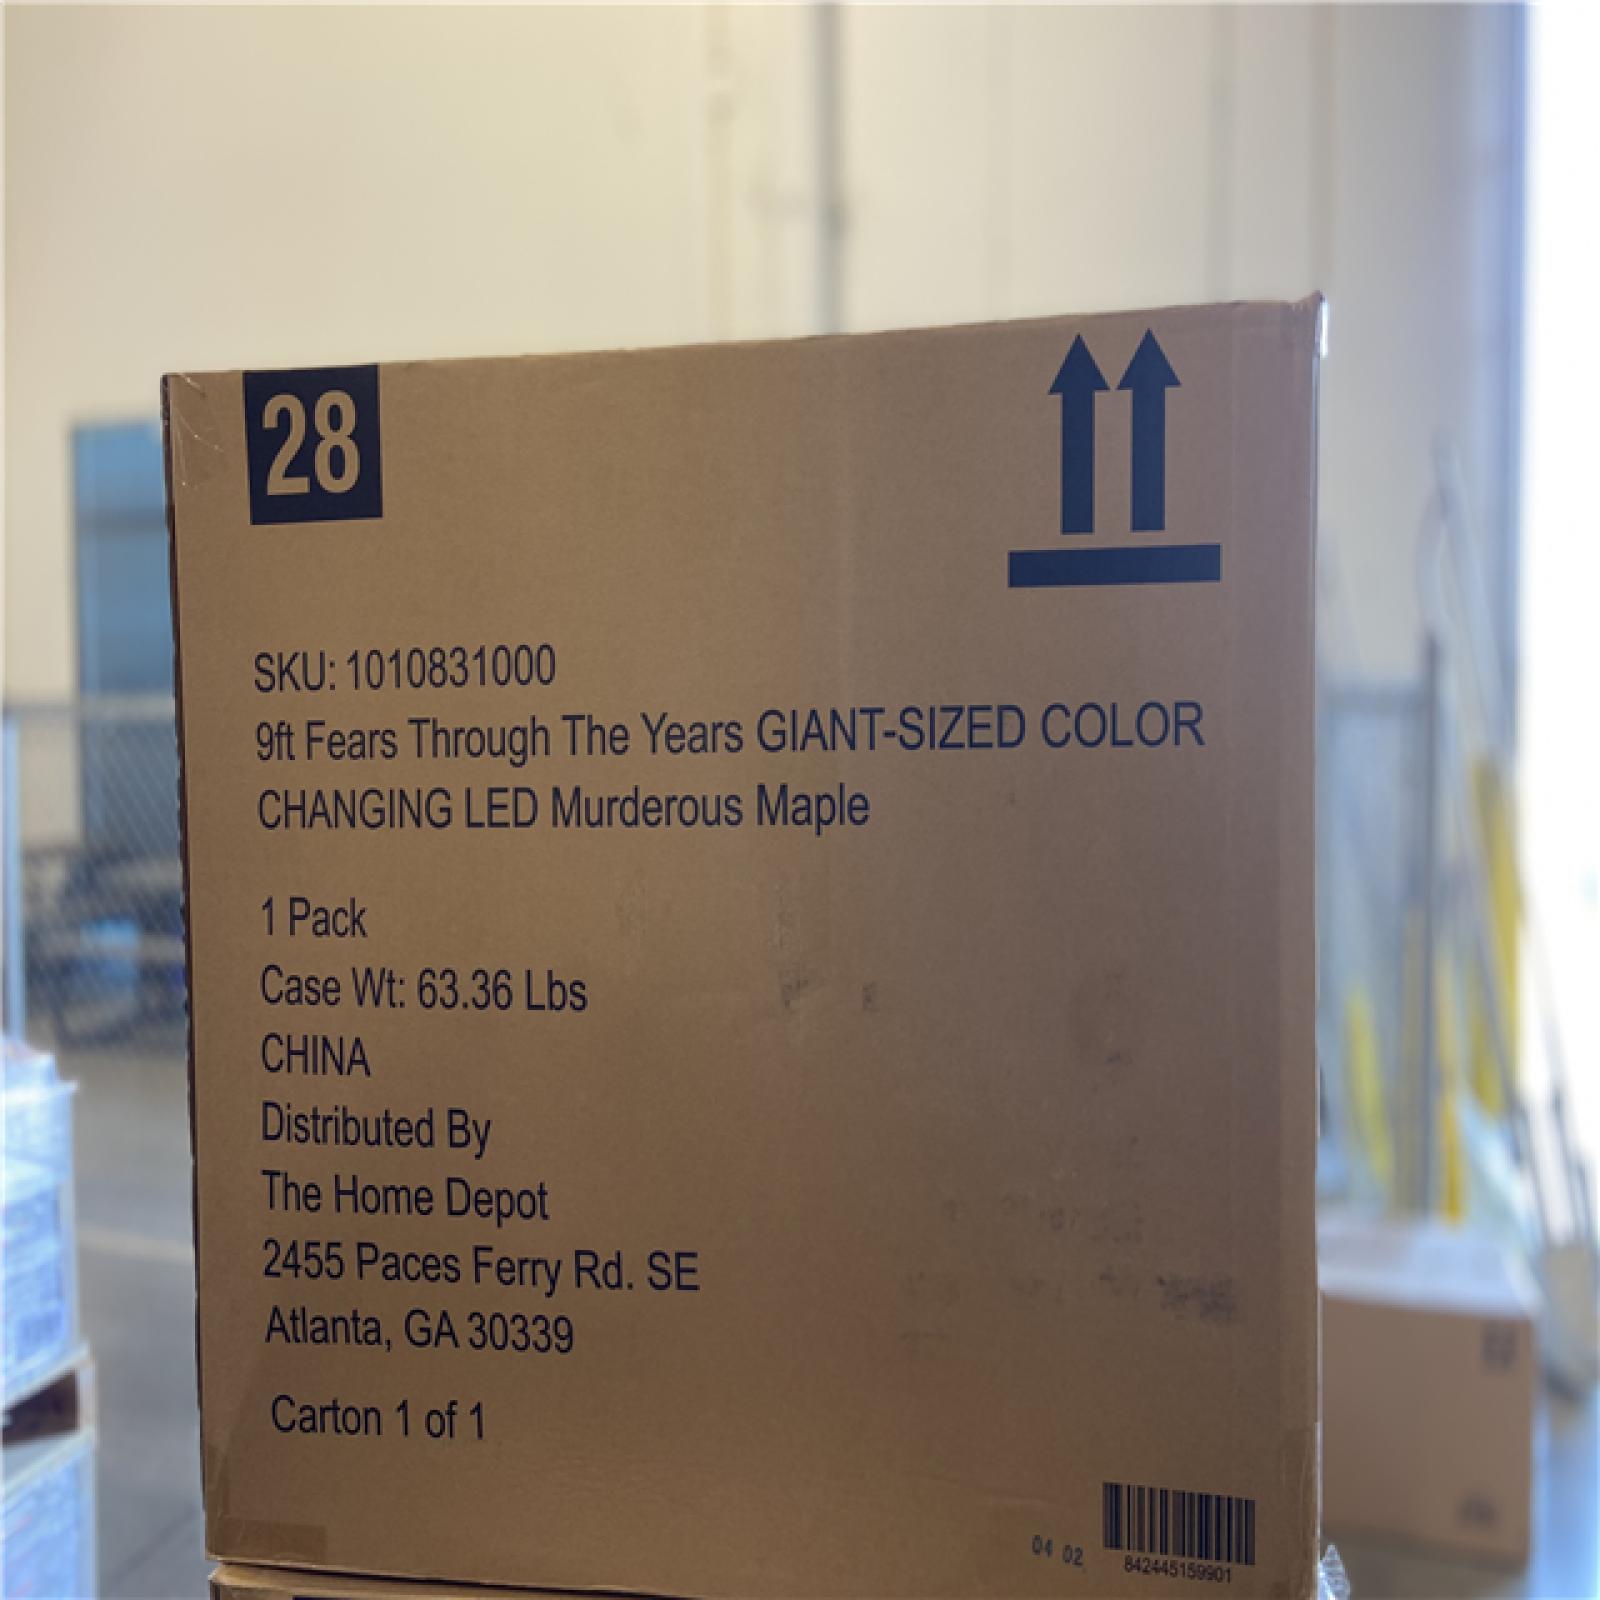 28
SKU: 1010831000
9ft Fears Through The Years GIANT-SIZED COLOR
CHANGING LED Murderous Maple
1 Pack
Case Wt: 63.36 Lbs
CHINA
Distributed By
The Home Depot
2455 Paces Ferry Rd. SE
Atlanta, GA 30339
Carton 1 of 1
04 02
842445159901